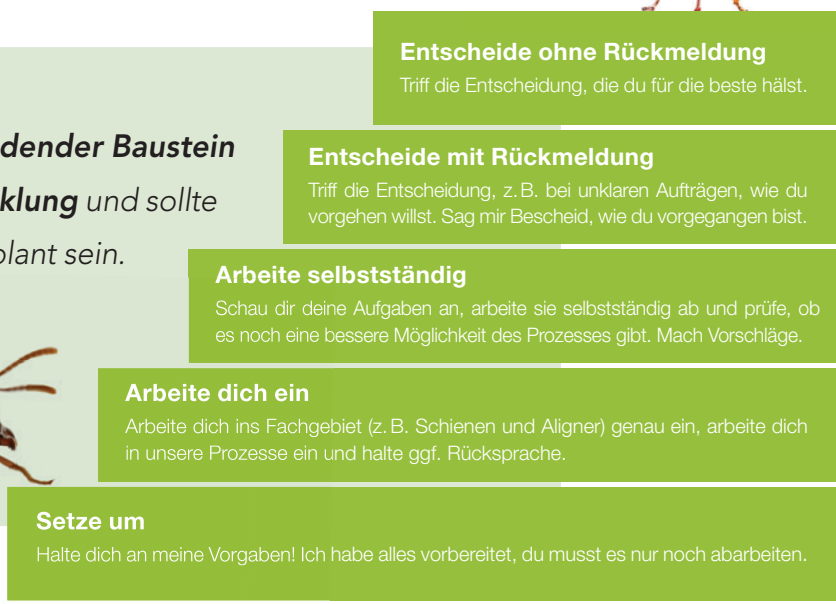 Entscheide ohne Rückmeldung
Triff die Entscheidung, die du für die beste hälst.
dender Baustein
klung und sollte
plant sein.
Entscheide mit Rückmeldung
Triff die Entscheidung, z. B. bei unklaren Aufträgen, wie du
vorgehen willst. Sag mir Bescheid, wie du vorgegangen bist.
Arbeite selbstständig
Schau dir deine Aufgaben an, arbeite sie selbstständig ab und prüfe, ob
es noch eine bessere Möglichkeit des Prozesses gibt. Mach Vorschläge.
Arbeite dich ein
Arbeite dich ins Fachgebiet (z. B. Schienen und Aligner) genau ein, arbeite dich
in unsere Prozesse ein und halte ggf. Rücksprache.
Setze um
Halte dich an meine Vorgaben! Ich habe alles vorbereitet, du musst es nur noch abarbeiten.